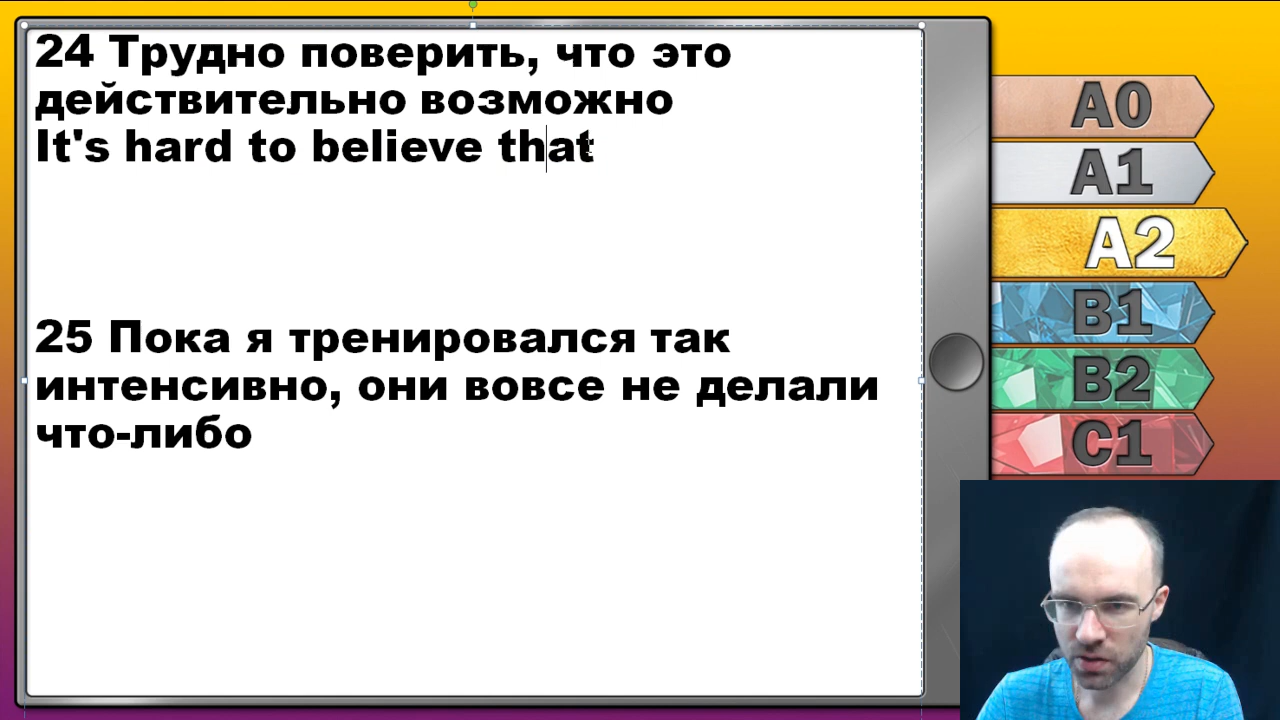 24 Трудно поверить, что это
действительно возможно
It's hard to believe that
25 Пока я тренировался так
интенсивно, они вовсе не делали
что-либо
A0
A1
A2
B1
B2
C1